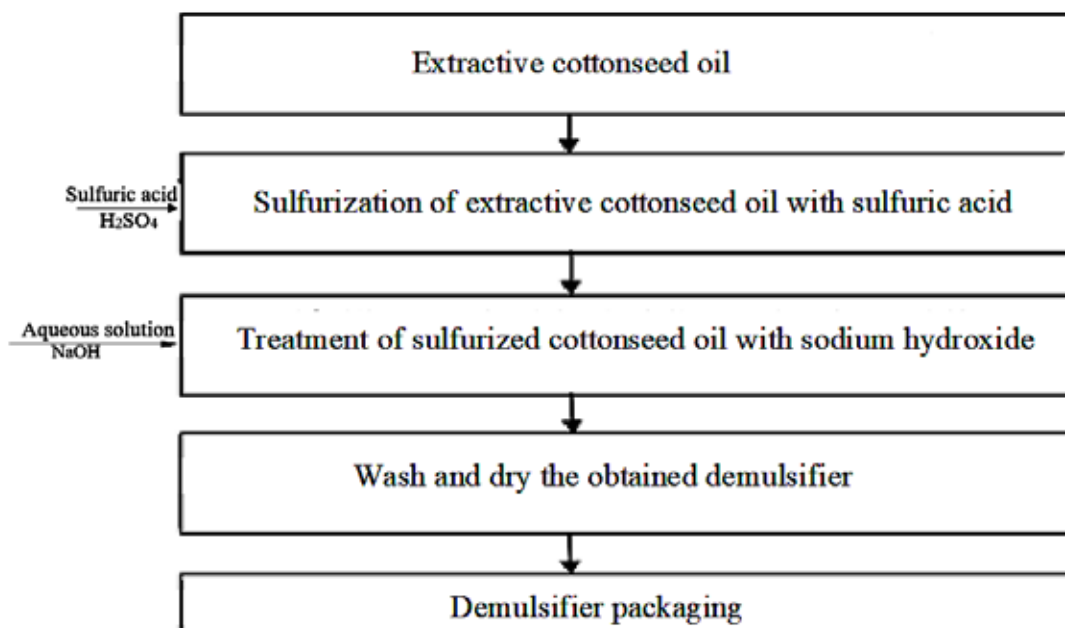 Extractive cottonseed oil
Sulfuric acid
H₂SO₄
Sulfurization of extractive cottonseed oil with sulfuric acid
Aqueous solution
NaOH
Treatment of sulfurized cottonseed oil with sodium hydroxide
Wash and dry the obtained demulsifier
Demulsifier packaging